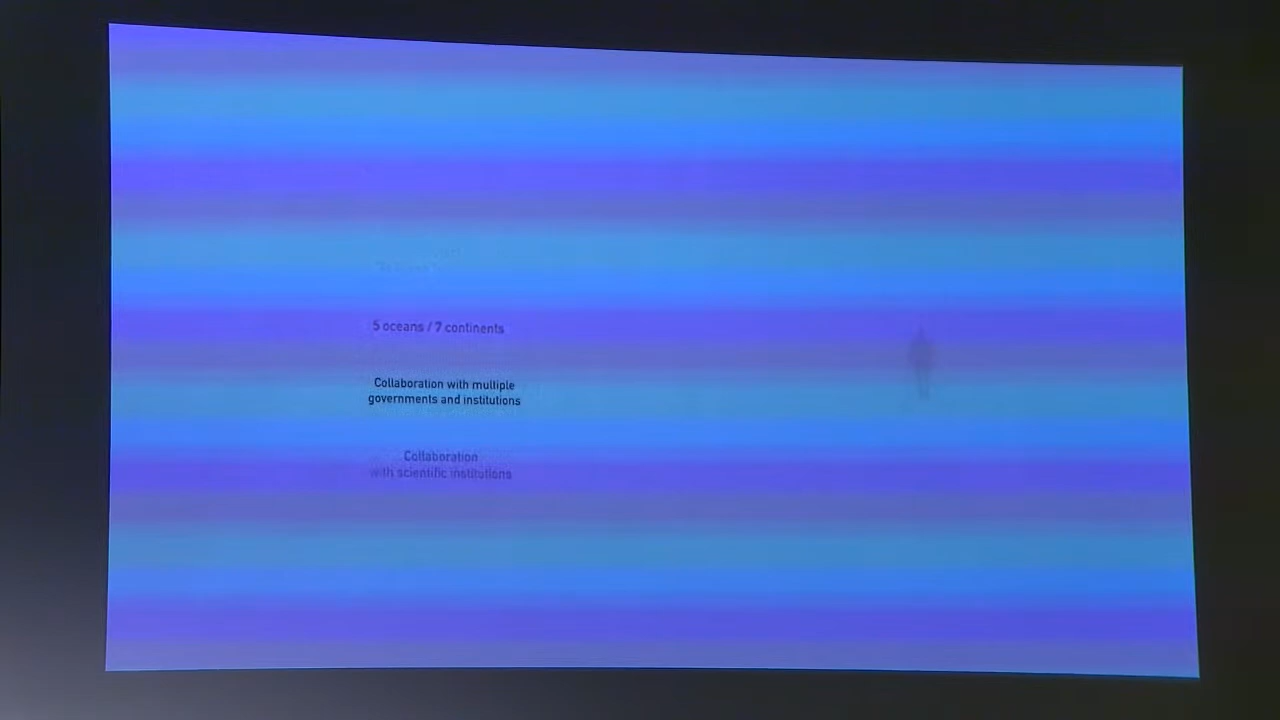 5 oceans / 7 continents
Collaboration with multiple
governments and institutions
Collaboration
with scientific institutions